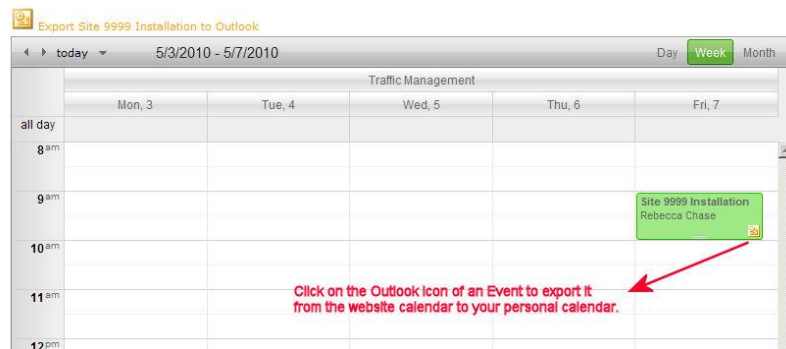 Export Site 9999 Installation to Outlook
today 5/3/2010 - 5/7/2010 Day Week Month
Traffic Management
Mon, 3 Tue, 4 Wed, 5 Thu, 6 Fri, 7
all day
8am
9am
Site 9999 Installation
Rebecca Chase
10am
11am
Click on the Outlook Icon of an Event to export it
from the website calendar to your personal calendar.
12pm